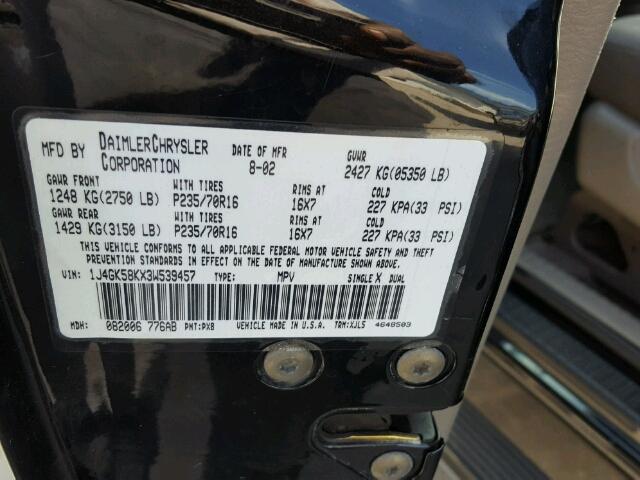 MFD BY DAIMLERCHRYSLER CORPORATION DATE OF MFR 8-02 GVWR 2427 KG(05350 LB)
GAWR FRONT WITH TIRES RIMS AT COLD
1248 KG(2750 LB) P235/70R16 16X7 227 KPA(33 PSI)
GAWR REAR WITH TIRES RIMS AT COLD
1429 KG(3150 LB) P235/70R16 16X7 227 KPA(33 PSI)
THIS VEHICLE CONFORMS TO ALL APPLICABLE FEDERAL MOTOR VEHICLE SAFETY AND THEFT
PREVENTION STANDARDS IN EFFECT ON THE DATE OF MANUFACTURE SHOWN ABOVE.
VIN: 1J4GK58KX3W539457 TYPE: MPV SINGLE X DUAL
MDH: 082006 776AB PNT:PX8 VEHICLE MADE IN U.S.A. TRM:XJL5 4648503